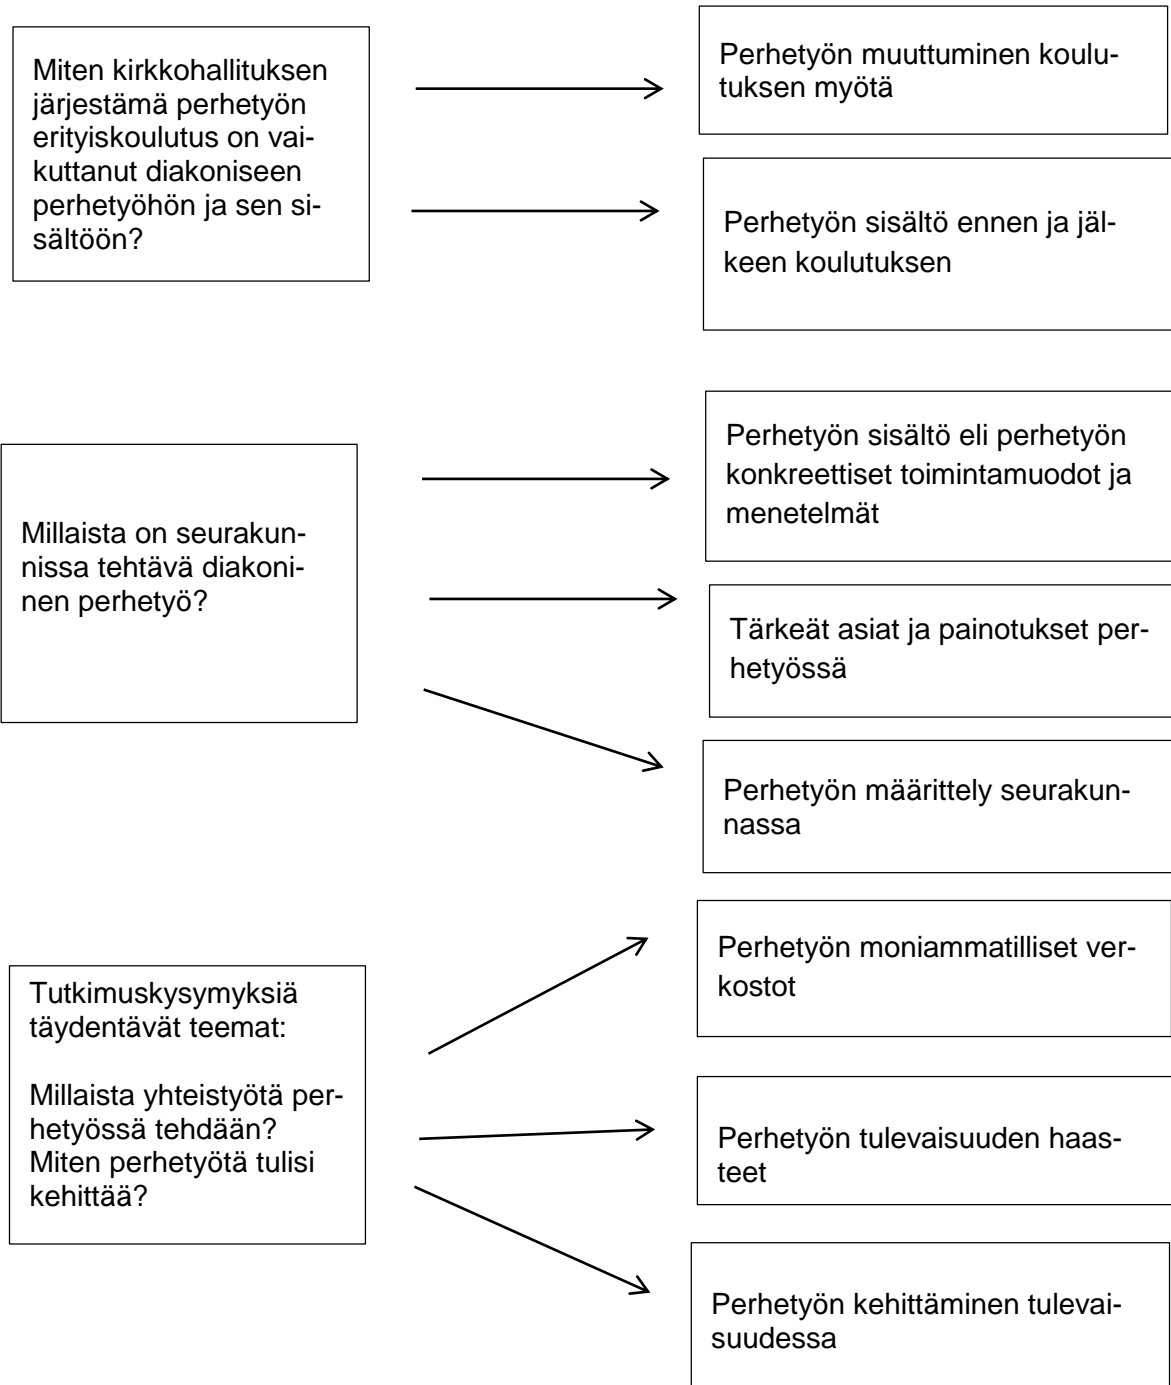 Miten kirkkohallituksen
järjestämä perhetyön
erityiskoulutus on vai-
kuttanut diakoniseen
perhetyöhön ja sen si-
sältöön?
Perhetyön muuttuminen koulu-
tuksen myötä
Perhetyön sisältö ennen ja jäl-
keen koulutuksen
Millaista on seurakun-
nissa tehtävä diakoni-
nen perhetyö?
Perhetyön sisältö eli perhetyön
konkreettiset toimintamuodot ja
menetelmät
Tärkeät asiat ja painotukset per-
hetyössä
Perhetyön määrittely seurakun-
nassa
Tutkimuskysymyksiä
täydentävät teemat:
Millaista yhteistyötä per-
hetyössä tehdään?
Miten perhetyötä tulisi
kehittää?
Perhetyön moniammatilliset ver-
kostot
Perhetyön tulevaisuuden haas-
teet
Perhetyön kehittäminen tulevai-
suudessa